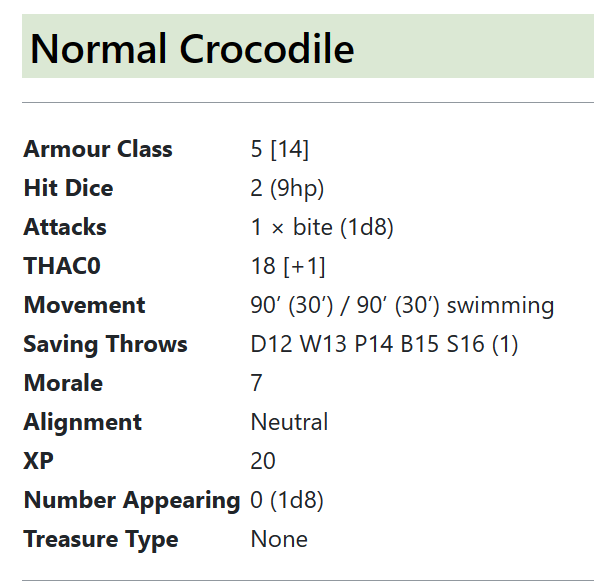 Normal Crocodile
Armour Class 5 [14]
Hit Dice 2 (9hp)
Attacks 1 × bite (1d8)
THAC0 18 [+1]
Movement 90’ (30’) / 90’ (30’) swimming
Saving Throws D12 W13 P14 B15 S16 (1)
Morale 7
Alignment Neutral
XP 20
Number Appearing 0 (1d8)
Treasure Type None